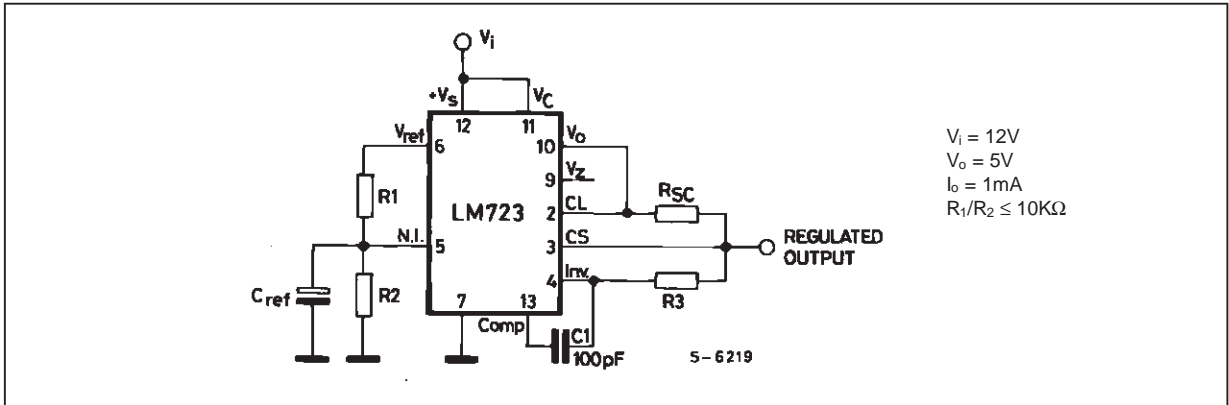 Vi
+Vs
VC
12
11
Vref
6
Vo
10
Vz
9
R1
LM723
CL
2
RSC
N.I.
5
CS
3
REGULATED
OUTPUT
Inv.
4
R3
Cref
R2
7
13
Comp
C1
100pF
S-6219
Vi = 12V
Vo = 5V
Io = 1mA
R1/R2 ≤ 10KΩ